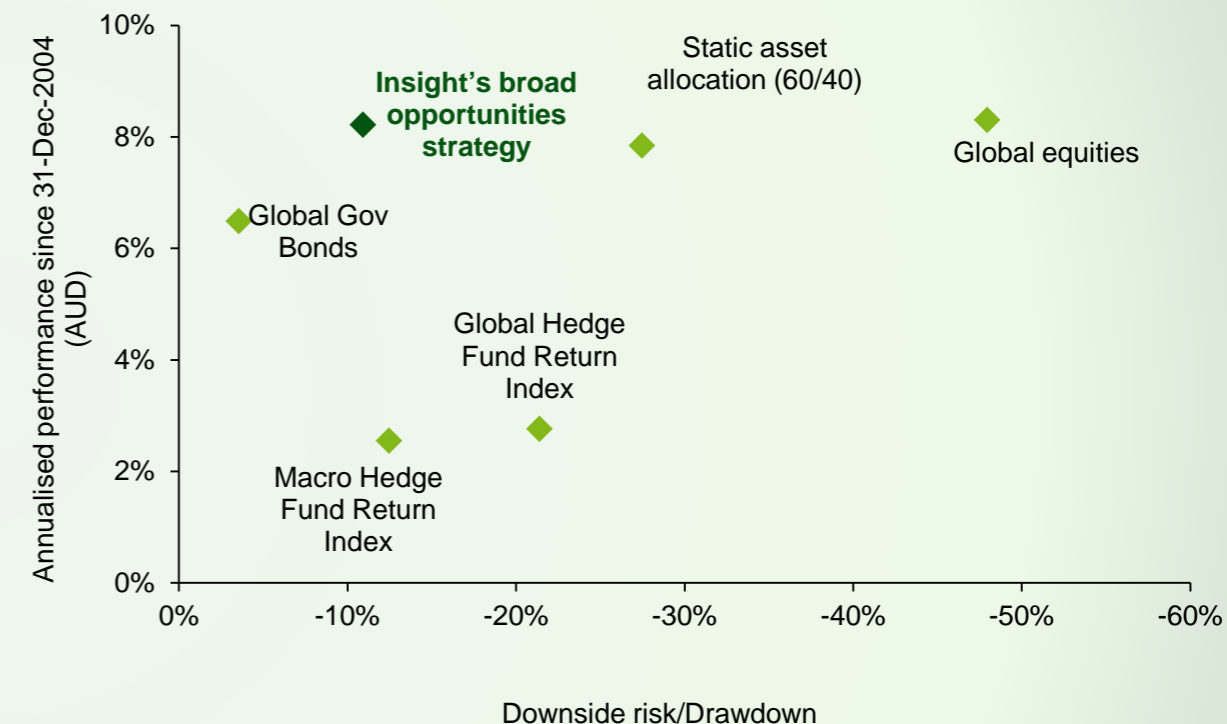 Annualised performance since 31-Dec-2004
(AUD)
10%
8%
6%
4%
2%
0%
Insight's broad
opportunities
strategy
Static asset
allocation (60/40)
Global equities
Global Gov
Bonds
Global Hedge
Fund Return
Index
Macro Hedge
Fund Return
Index
0%
-10%
-20%
-30%
-40%
-50%
-60%
Downside risk/Drawdown